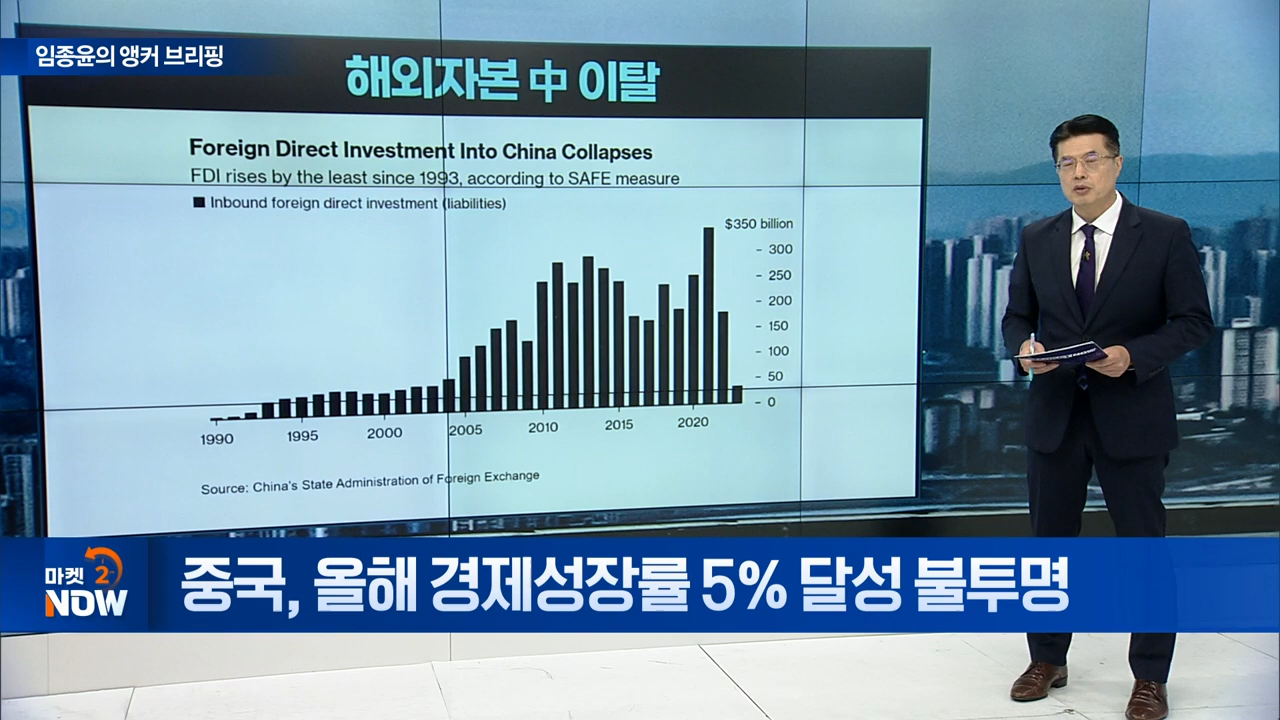 임종윤의 앵커 브리핑
해외자본 中 이탈
Foreign Direct Investment Into China Collapses
FDI rises by the least since 1993, according to SAFE measure
Inbound foreign direct investment (liabilities)
$350 billion
300
250
200
150
100
50
0
1990 1995 2000 2005 2010 2015 2020
Source: China's State Administration of Foreign Exchange
마켓 2
NOW
중국, 올해 경제성장률 5% 달성 불투명